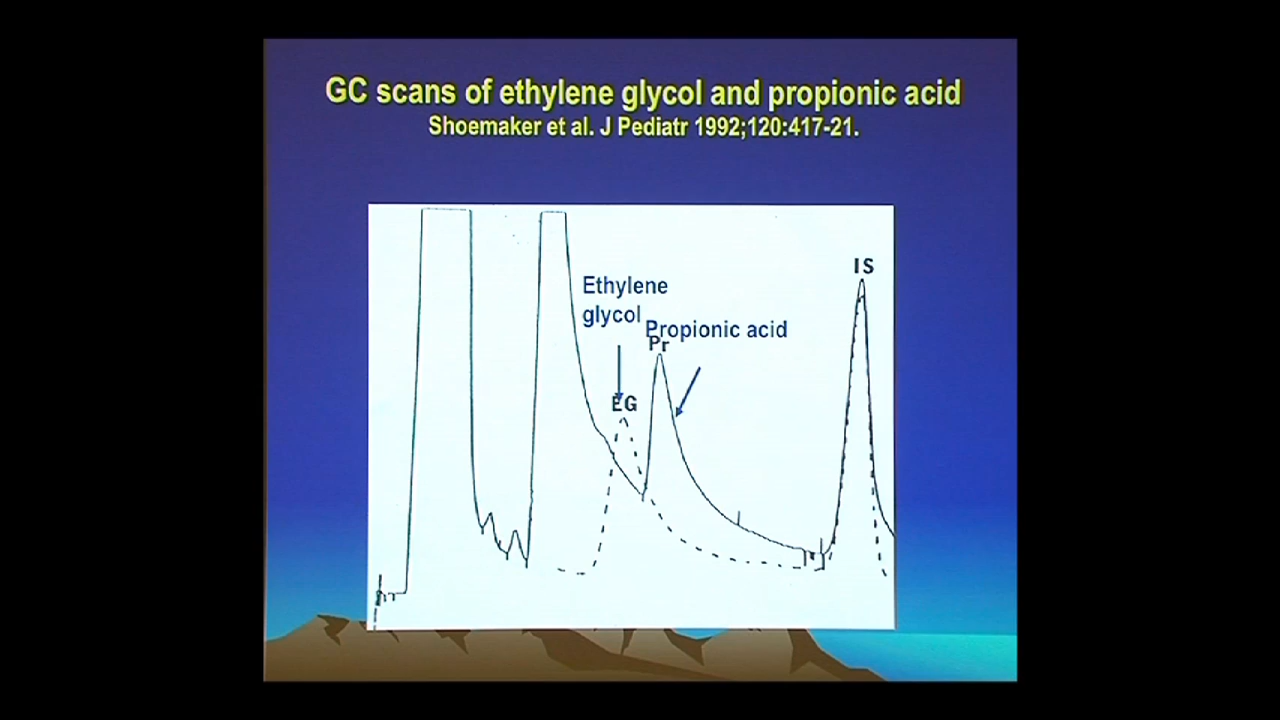 GC scans of ethylene glycol and propionic acid
Shoemaker et al. J Pediatr 1992;120:417-21.
IS
Ethylene
glycol
Propionic acid
Pr
EG